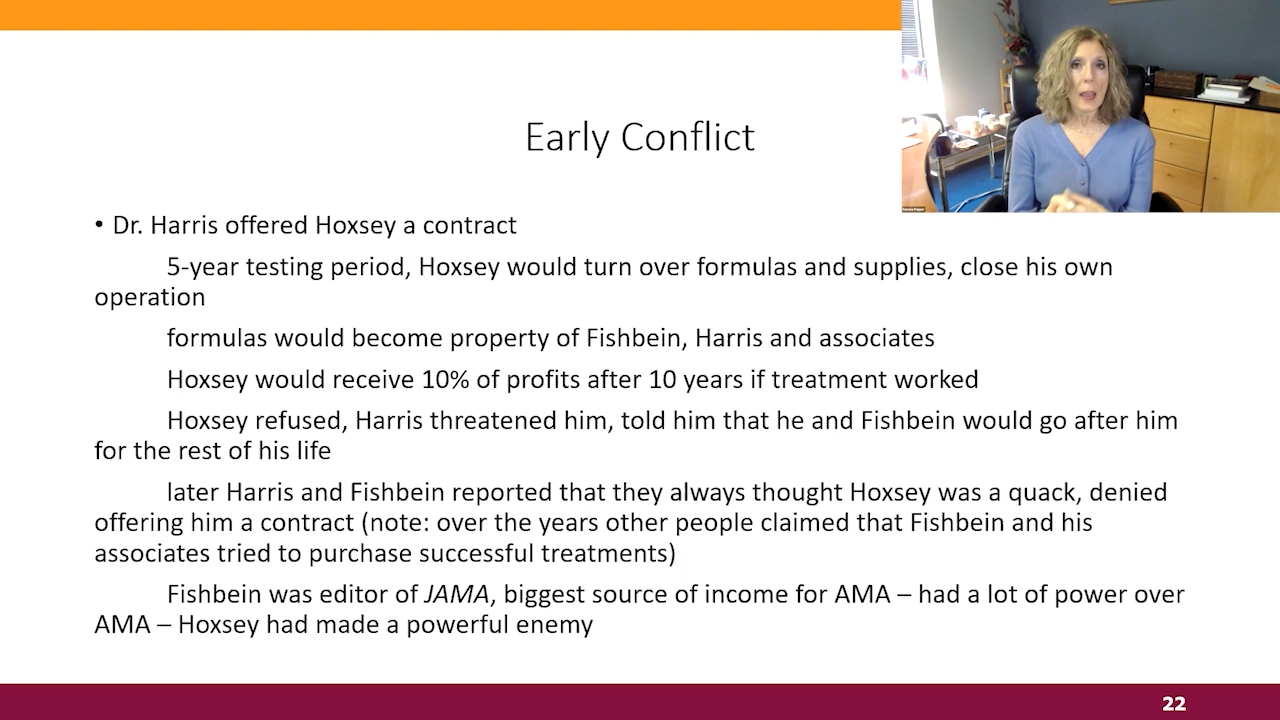 Early Conflict
• Dr. Harris offered Hoxsey a contract
5-year testing period, Hoxsey would turn over formulas and supplies, close his own
operation
formulas would become property of Fishbein, Harris and associates
Hoxsey would receive 10% of profits after 10 years if treatment worked
Hoxsey refused, Harris threatened him, told him that he and Fishbein would go after him
for the rest of his life
later Harris and Fishbein reported that they always thought Hoxsey was a quack, denied
offering him a contract (note: over the years other people claimed that Fishbein and his
associates tried to purchase successful treatments)
Fishbein was editor of JAMA, biggest source of income for AMA – had a lot of power over
AMA – Hoxsey had made a powerful enemy
22